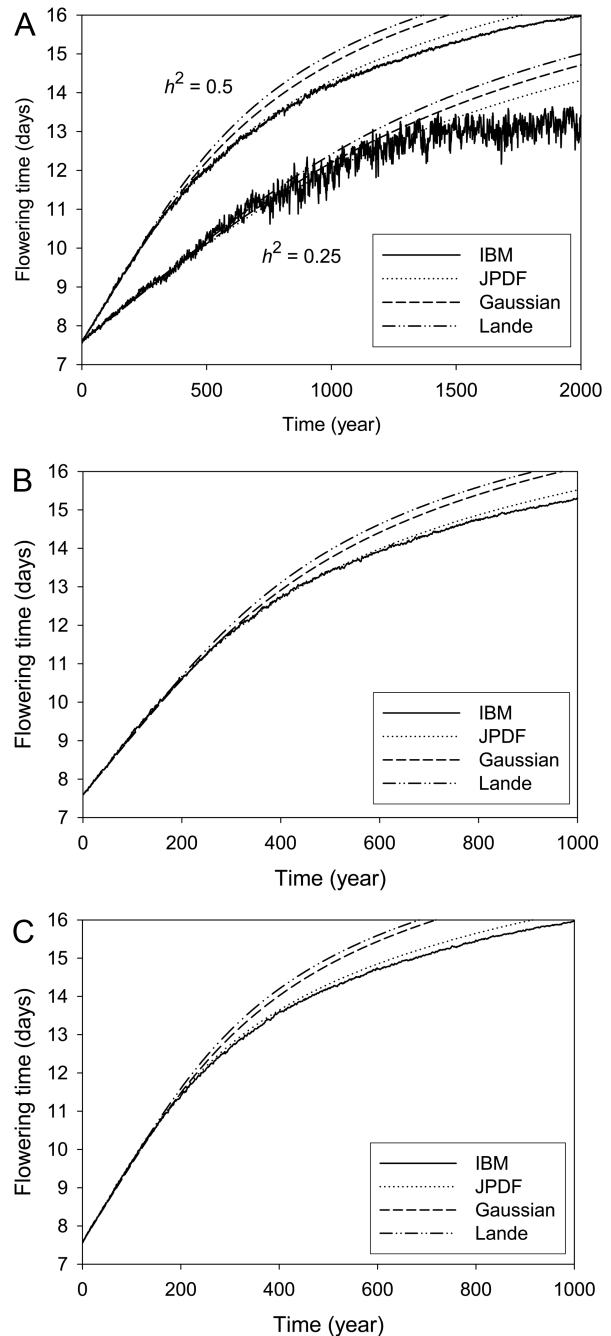 A
Flowering time (days)
16
15
14
13
12
11
10
9
8
7
h² = 0.5
h² = 0.25
IBM
JPDF
Gaussian
Lande
0 500 1000 1500 2000
Time (year)
B
Flowering time (days)
16
15
14
13
12
11
10
9
8
7
IBM
JPDF
Gaussian
Lande
0 200 400 600 800 1000
Time (year)
C
Flowering time (days)
16
15
14
13
12
11
10
9
8
7
IBM
JPDF
Gaussian
Lande
0 200 400 600 800 1000
Time (year)